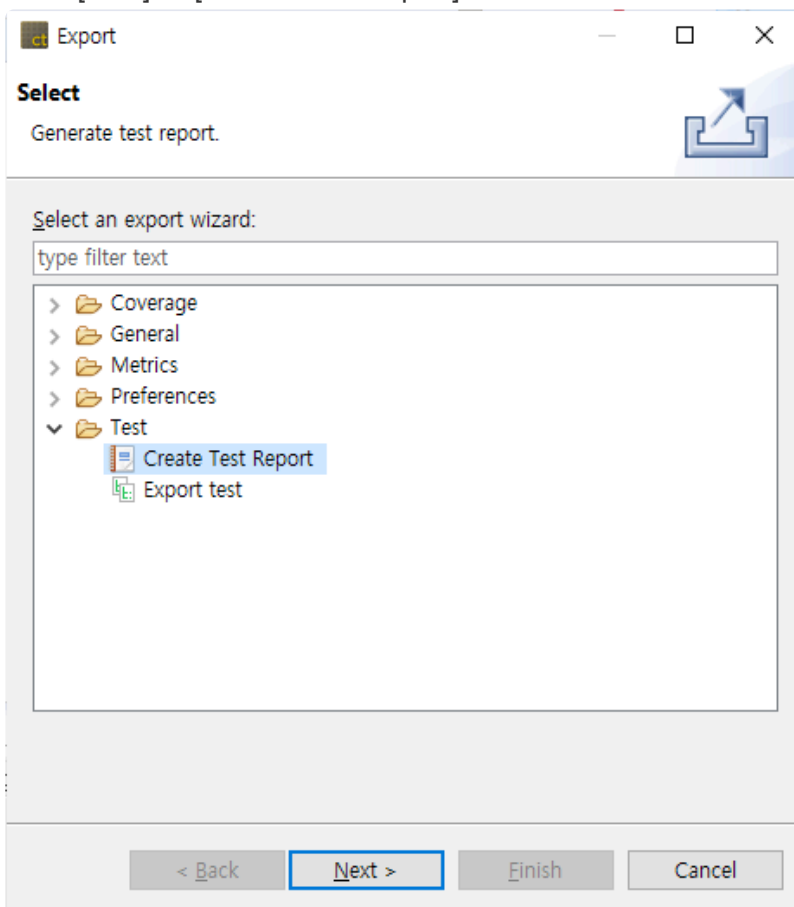 ct Export
Select
Generate test report.
Select an export wizard:
type filter text
Coverage
General
Metrics
Preferences
Test
Create Test Report
Export test
< Back Next > Finish Cancel